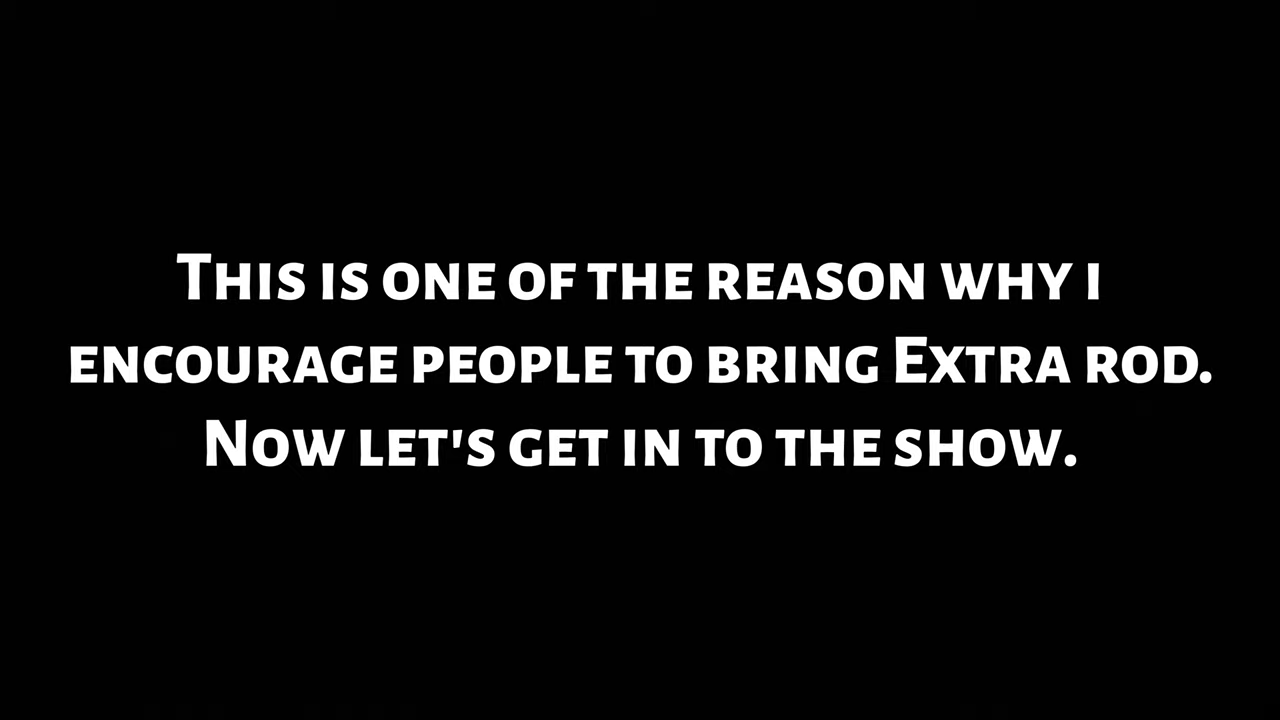 This is one of the reason why i
encourage people to bring Extra rod.
Now let's get in to the show.